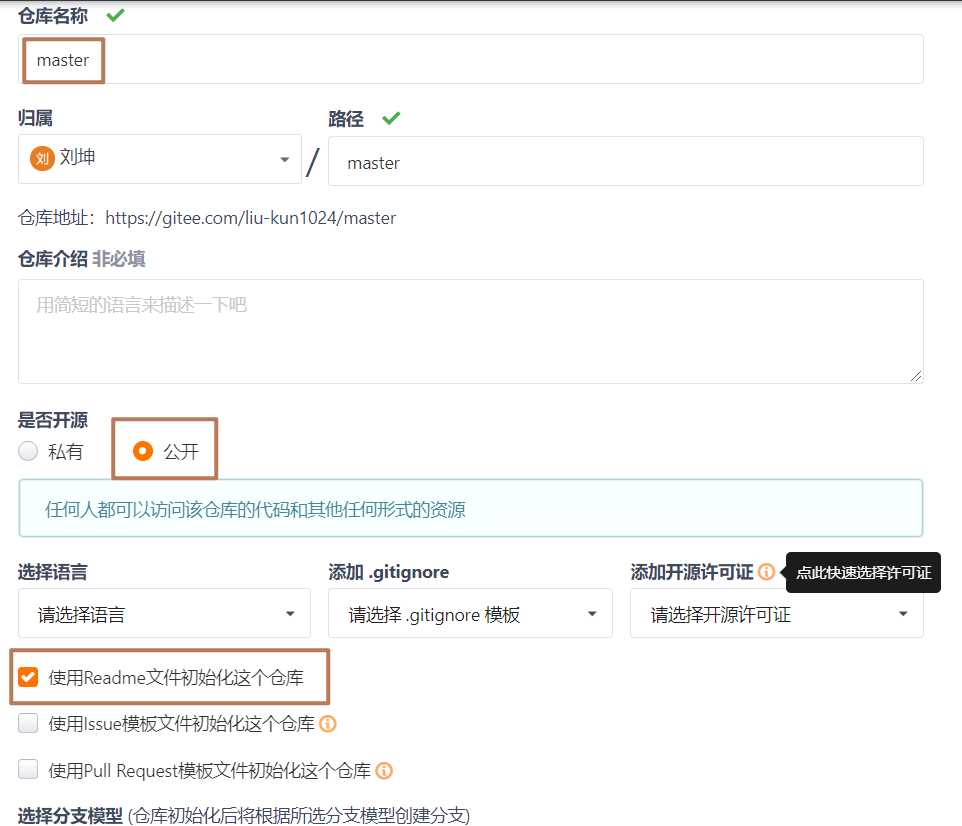 仓库名称
master
归属 路径
刘 刘坤 / master
仓库地址：https://gitee.com/liu-kun1024/master
仓库介绍 非必填
用简短的语言来描述一下吧
是否开源
私有 公开
任何人都可以访问该仓库的代码和其他任何形式的资源
选择语言 添加 .gitignore 添加开源许可证 点此快速选择许可证
请选择语言 请选择 .gitignore 模板 请选择开源许可证
使用Readme文件初始化这个仓库
使用Issue模板文件初始化这个仓库
使用Pull Request模板文件初始化这个仓库
选择分支模型 (仓库初始化后将根据所选分支模型创建分支)